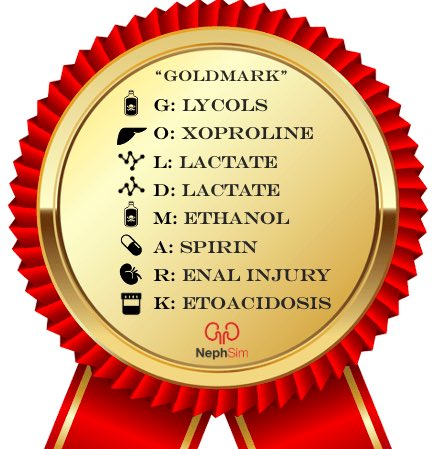 “GOLDMARK”
G: LYCOLS
O: XOPROLINE
L: LACTATE
D: LACTATE
M: ETHANOL
A: SPIRIN
R: ENAL INJURY
K: ETOACIDOSIS
NephSim